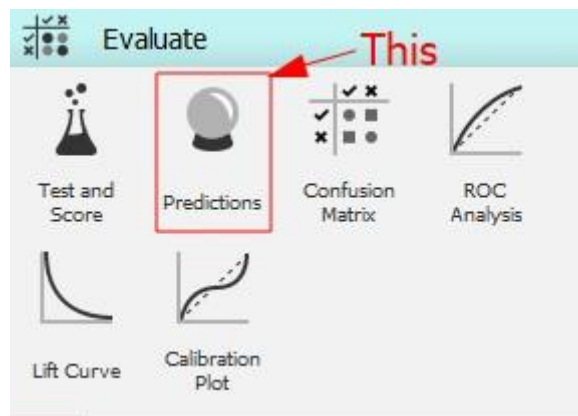 Evaluate
This
Test and
Score
Predictions
Confusion
Matrix
ROC
Analysis
Lift Curve
Calibration
Plot